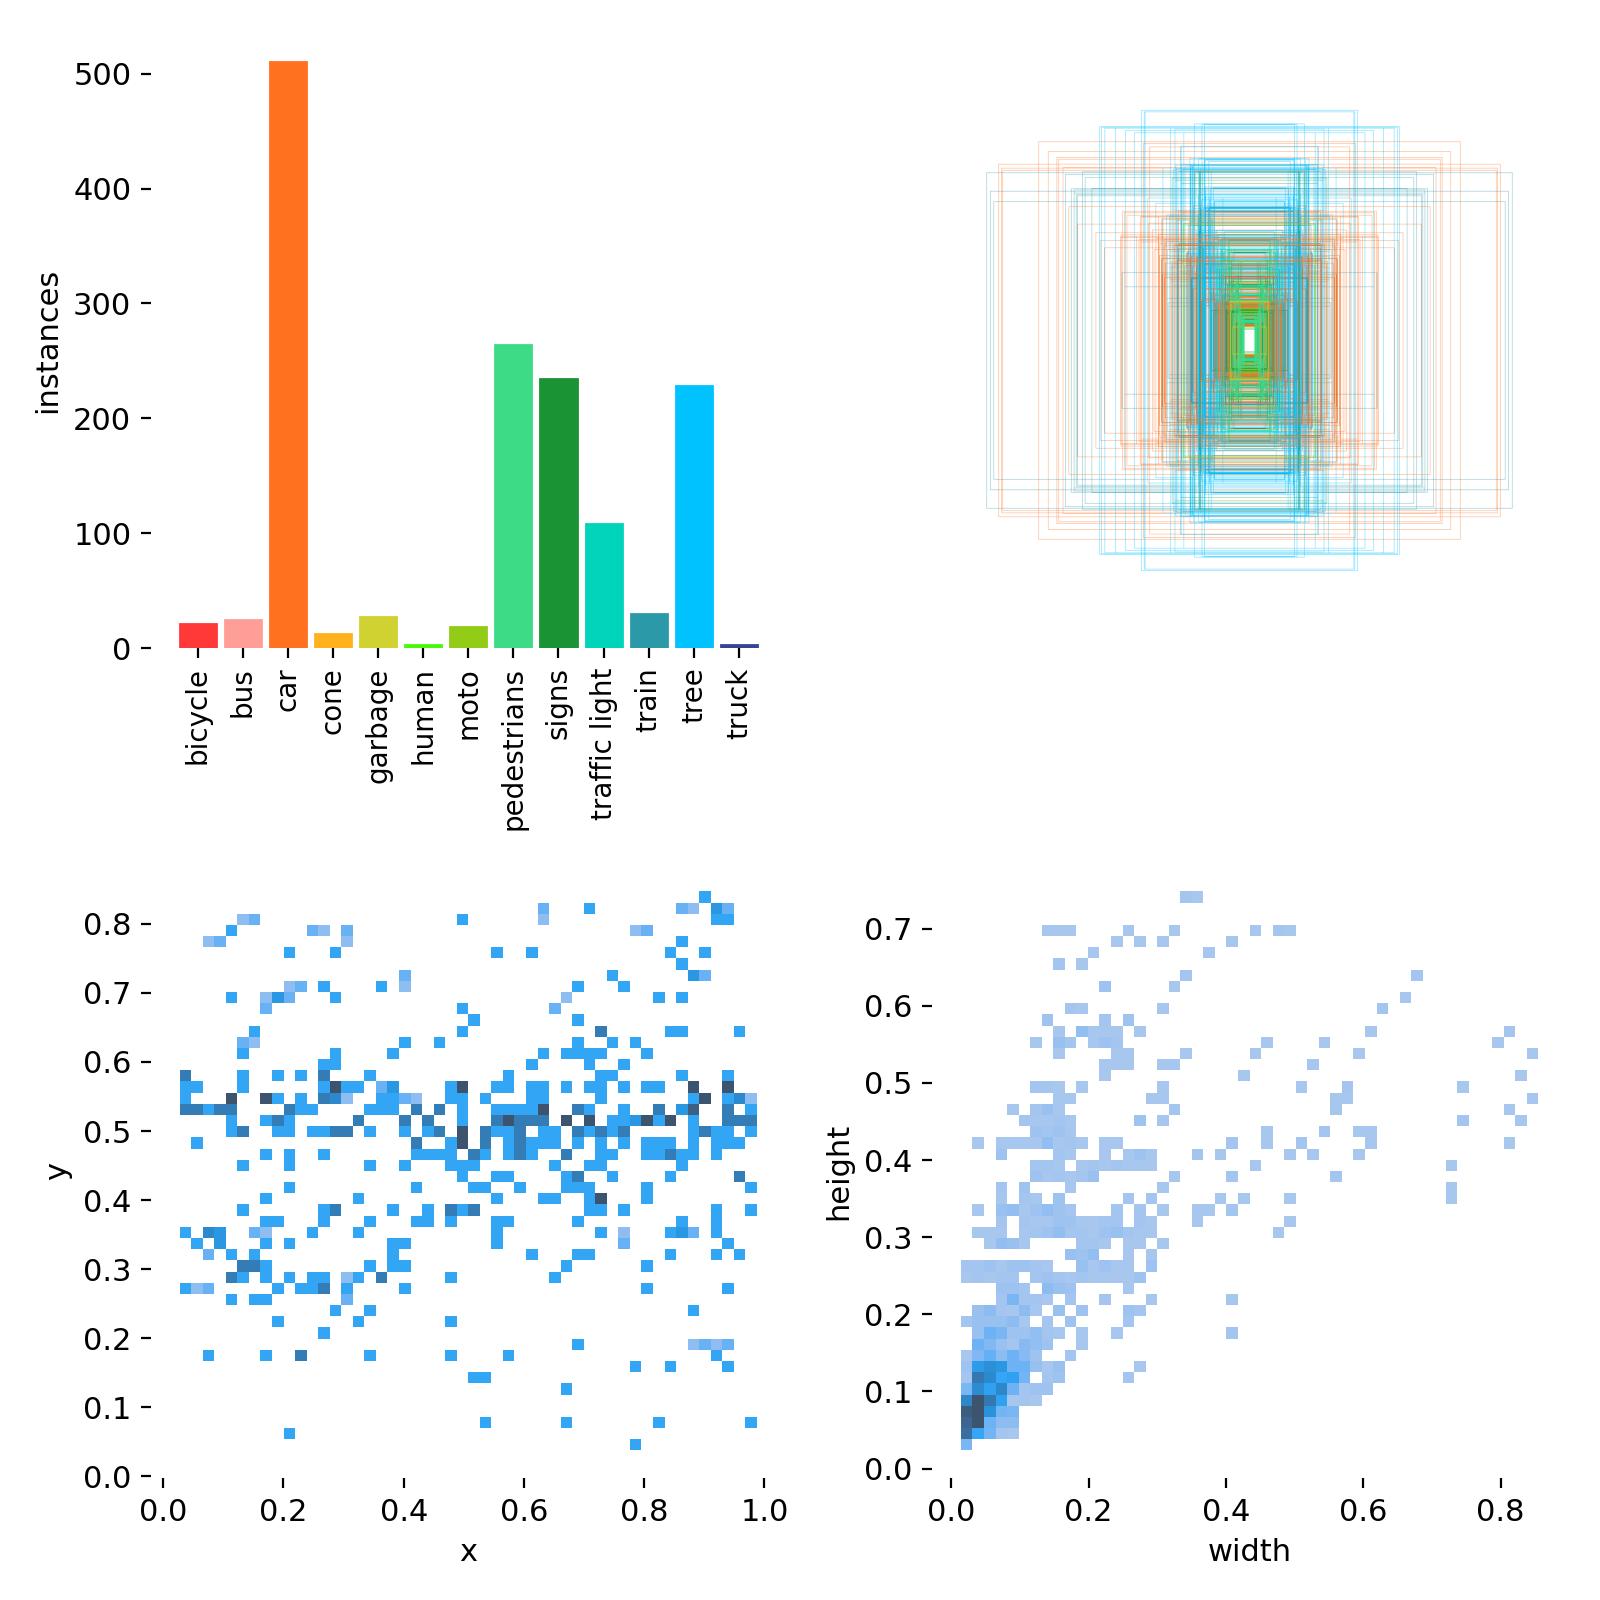 500
400
300
200
100
0
instances
bicycle
bus
car
cone
garbage
human
moto
pedestrians
signs
traffic light
train
tree
truck
0.8
0.7
0.6
0.5
0.4
0.3
0.2
0.1
0.0
y
0.0 0.2 0.4 0.6 0.8 1.0
x
0.7
0.6
0.5
0.4
0.3
0.2
0.1
0.0
height
0.0 0.2 0.4 0.6 0.8
width